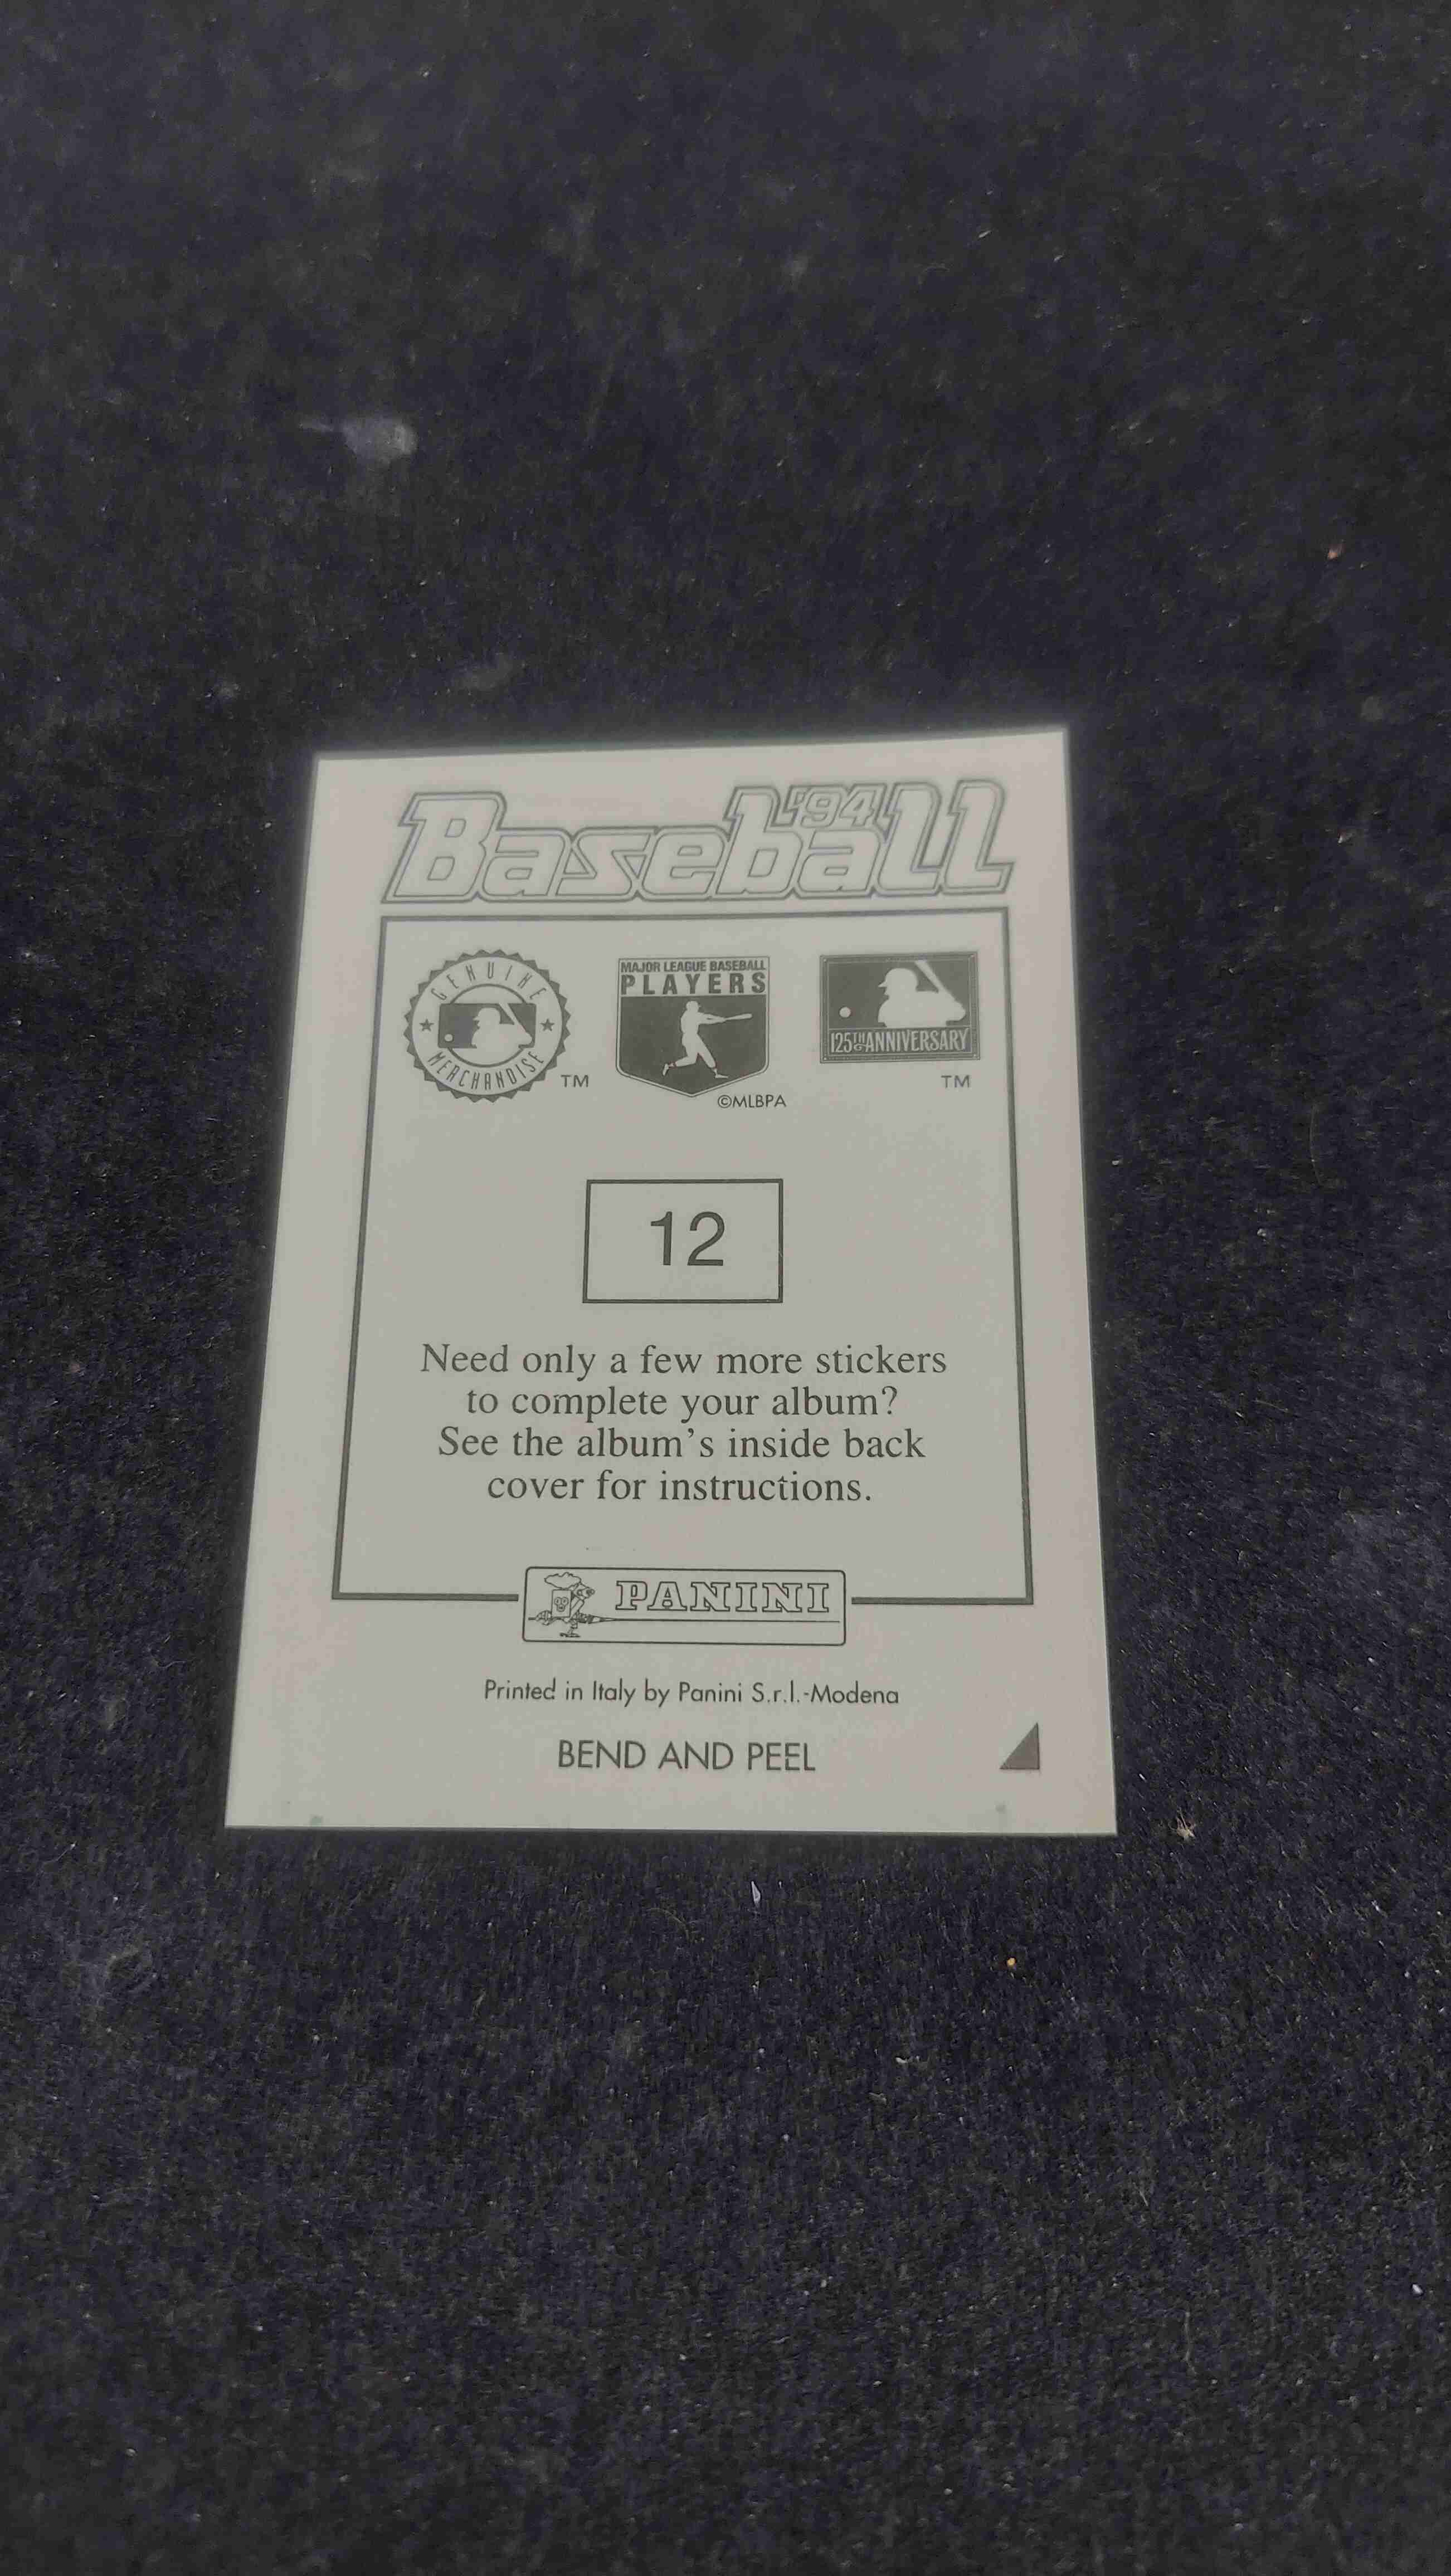 Baseball '94
GENUINE MERCHANDISE TM
MAJOR LEAGUE BASEBALL
PLAYERS
©MLBPA
125TH ANNIVERSARY
TM
12
Need only a few more stickers
to complete your album?
See the album's inside back
cover for instructions.
PANINI
Printed in Italy by Panini S.r.l.-Modena
BEND AND PEEL